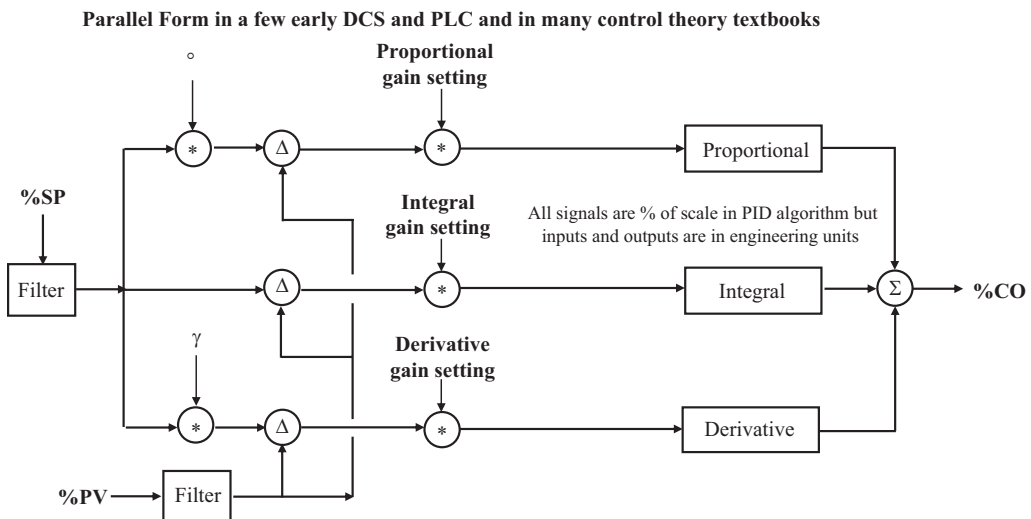 Parallel Form in a few early DCS and PLC and in many control theory textbooks
°
Proportional
gain setting
*
Δ
*
Proportional
%SP
Integral
gain setting
All signals are % of scale in PID algorithm but
inputs and outputs are in engineering units
Filter
Δ
*
Integral
Σ
%CO
γ
Derivative
gain setting
*
Δ
*
Derivative
%PV
Filter